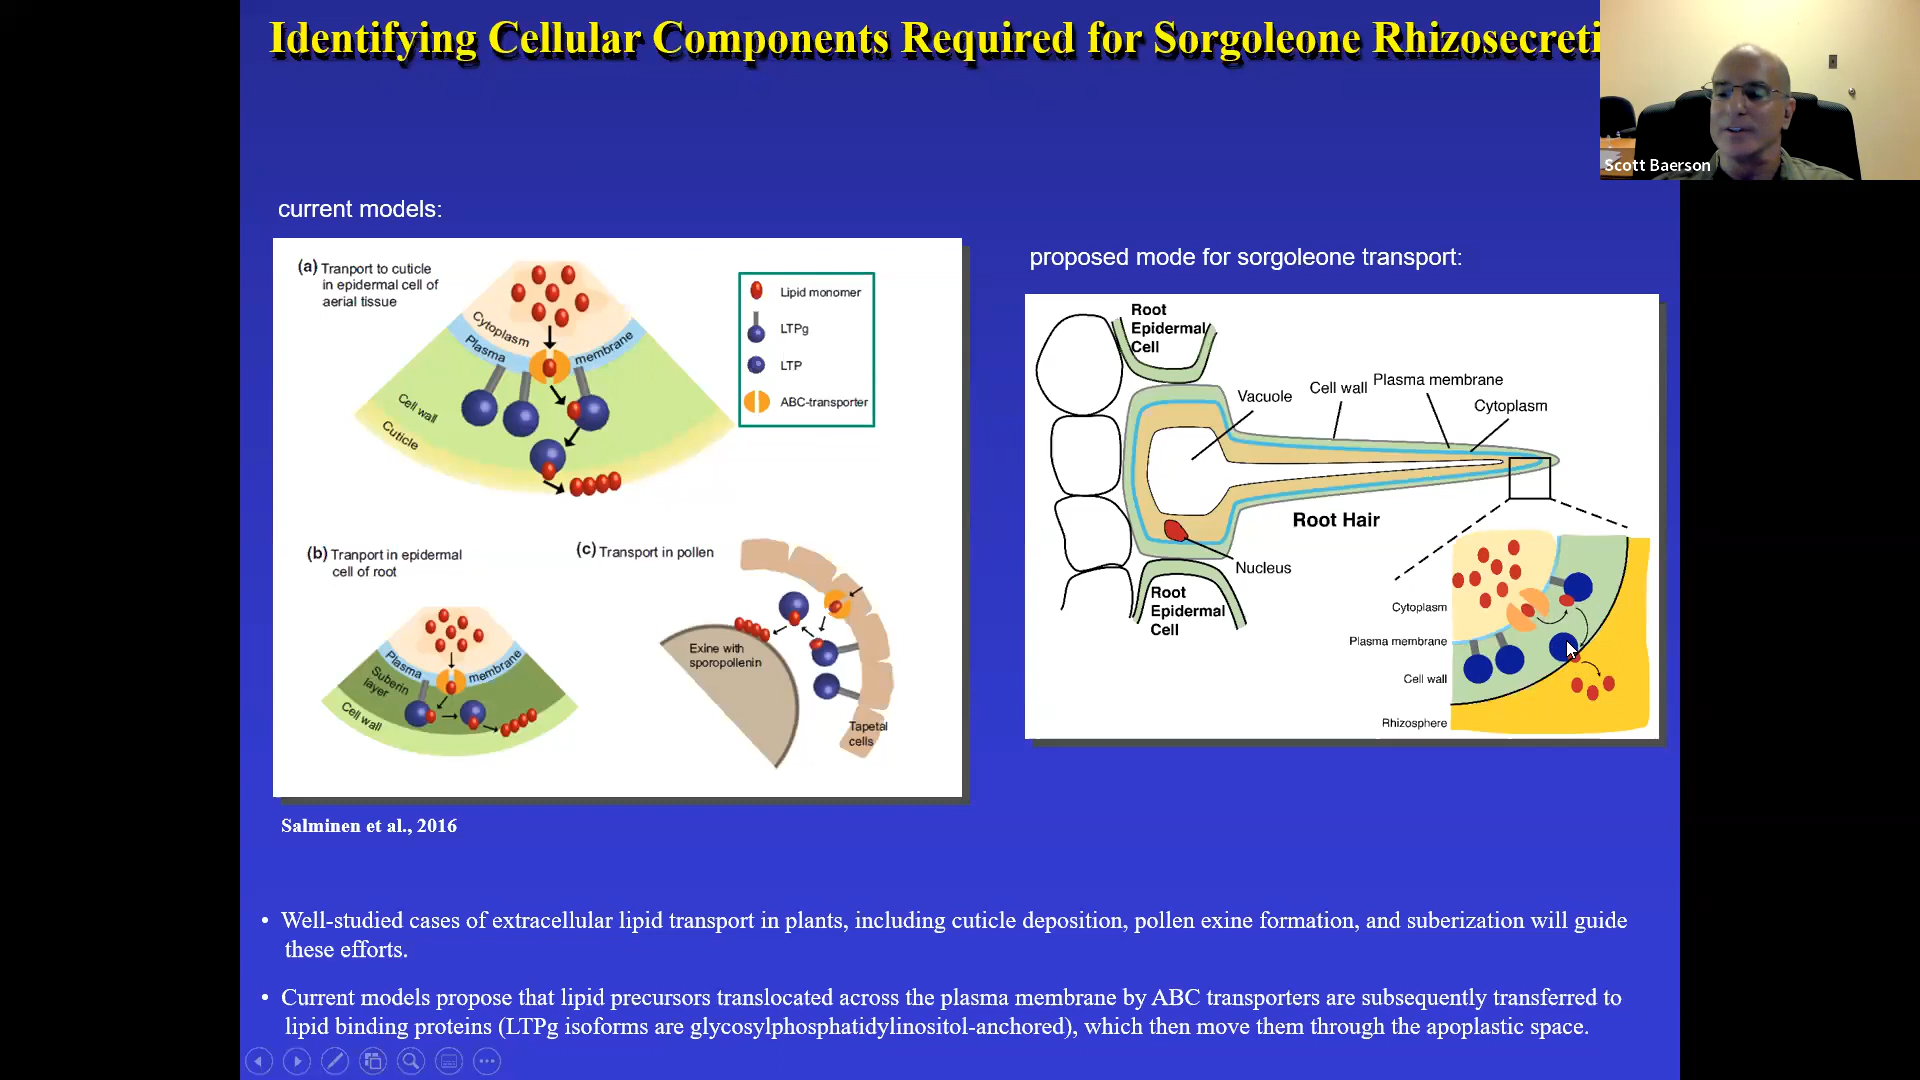 Identifying Cellular Components Required for Sorgoleone Rhizosecreti
Scott Baerson
current models:
(a) Tranport to cuticle
in epidermal cell of
aerial tissue
Cytoplasm
Plasma
membrane
Cell wall
Cuticle
Lipid monomer
LTPg
LTP
ABC-transporter
(b) Tranport in epidermal
cell of root
Plasma
membrane
Suberin
layer
Cell wall
(c) Transport in pollen
Exine with
sporopollenin
Tapetal
cells
Salminen et al., 2016
proposed mode for sorgoleone transport:
Root
Epidermal
Cell
Vacuole
Cell wall
Plasma membrane
Cytoplasm
Root Hair
Nucleus
Root
Epidermal
Cell
Cytoplasm
Plasma membrane
Cell wall
Rhizosphere
• Well-studied cases of extracellular lipid transport in plants, including cuticle deposition, pollen exine formation, and suberization will guide
these efforts.
• Current models propose that lipid precursors translocated across the plasma membrane by ABC transporters are subsequently transferred to
lipid binding proteins (LTPg isoforms are glycosylphosphatidylinositol-anchored), which then move them through the apoplastic space.